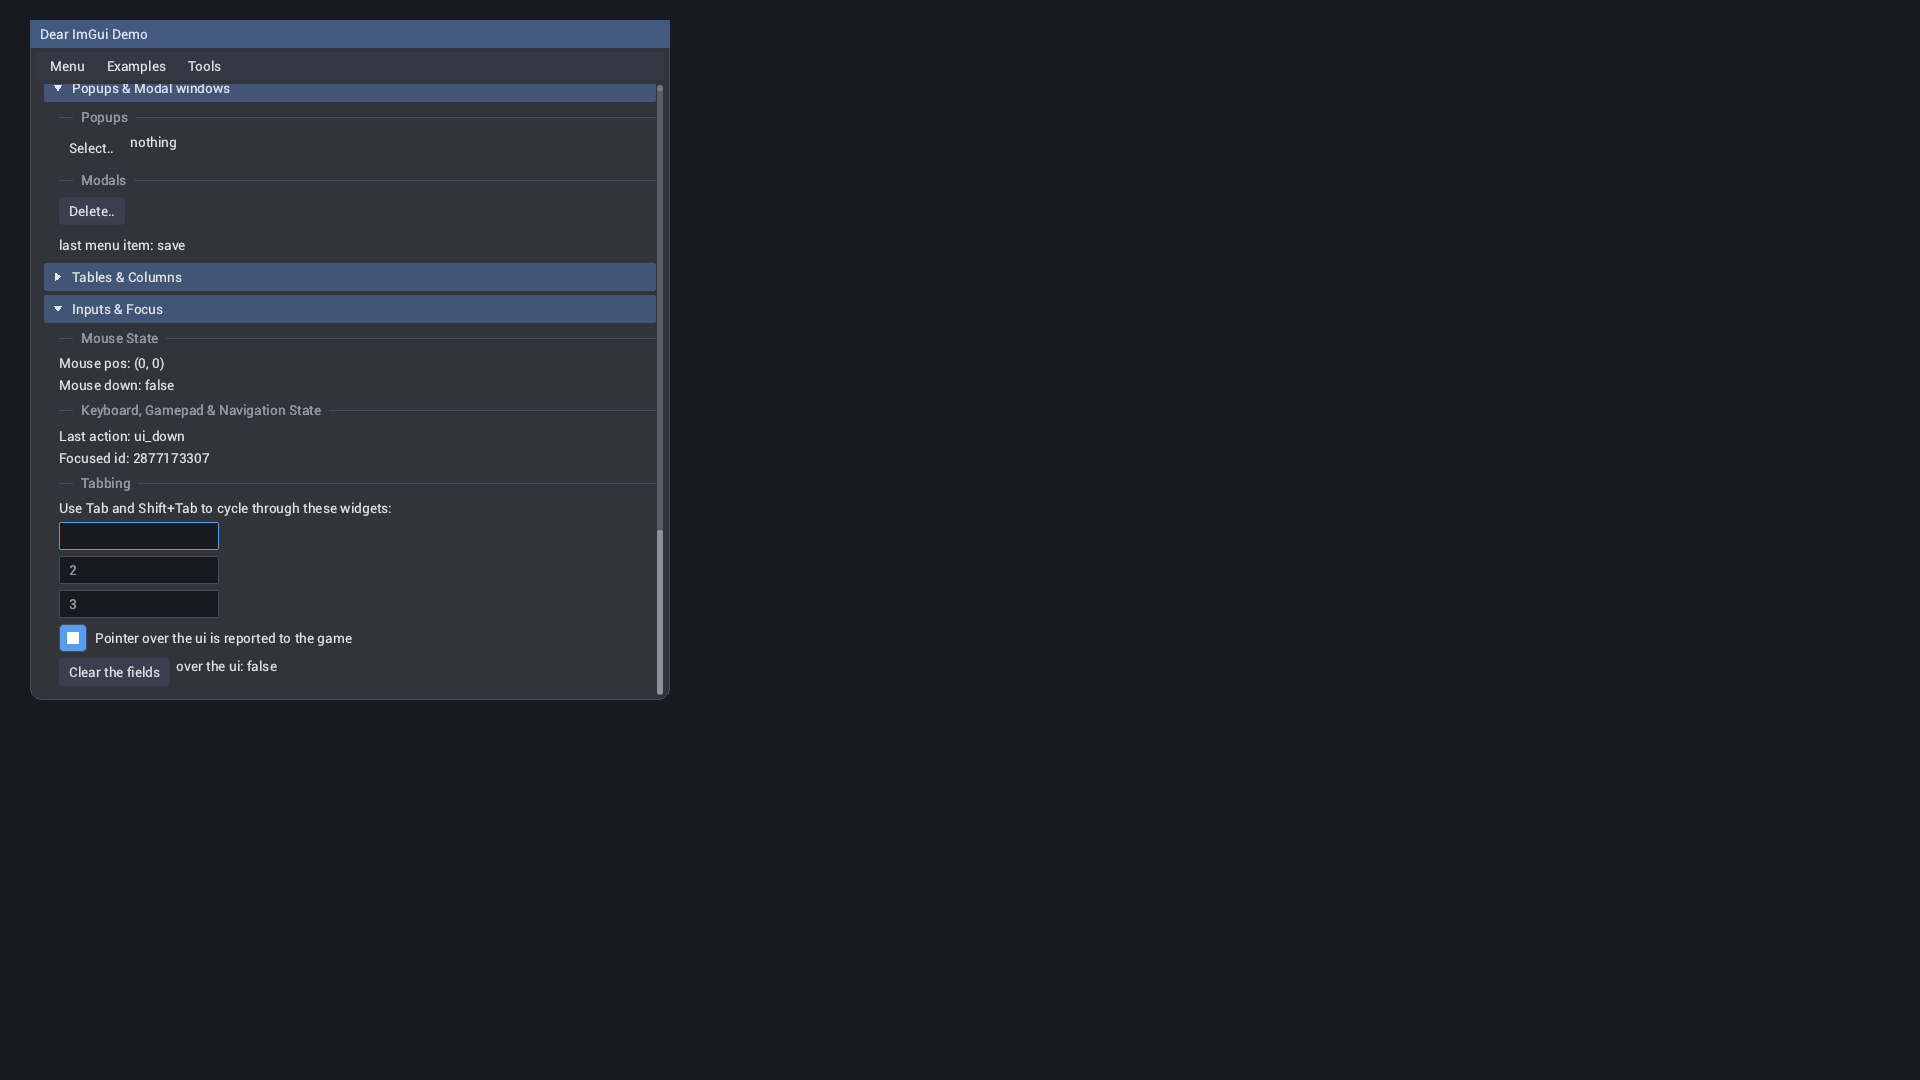 Dear ImGui Demo
Menu Examples Tools
Popups & Modal windows
Popups
Select.. nothing
Modals
Delete..
last menu item: save
Tables & Columns
Inputs & Focus
Mouse State
Mouse pos: (0, 0)
Mouse down: false
Keyboard, Gamepad & Navigation State
Last action: ui_down
Focused id: 2877173307
Tabbing
Use Tab and Shift+Tab to cycle through these widgets:
2
3
Pointer over the ui is reported to the game
Clear the fields over the ui: false